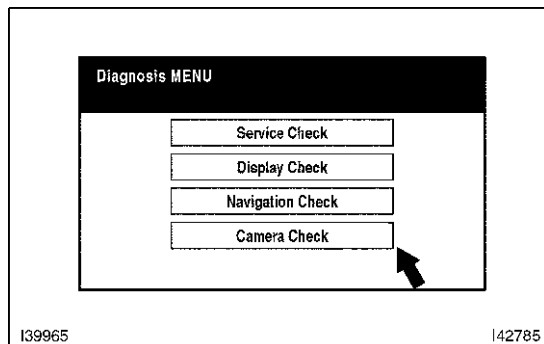 Diagnosis MENU
Service Check
Display Check
Navigation Check
Camera Check
I39965
I42785